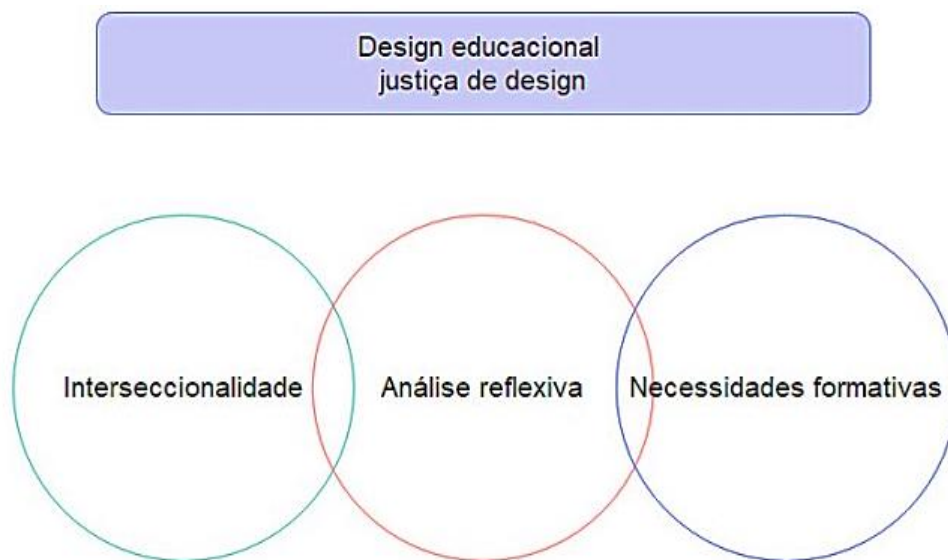 Design educacional
justiça de design
Interseccionalidade
Análise reflexiva
Necessidades formativas